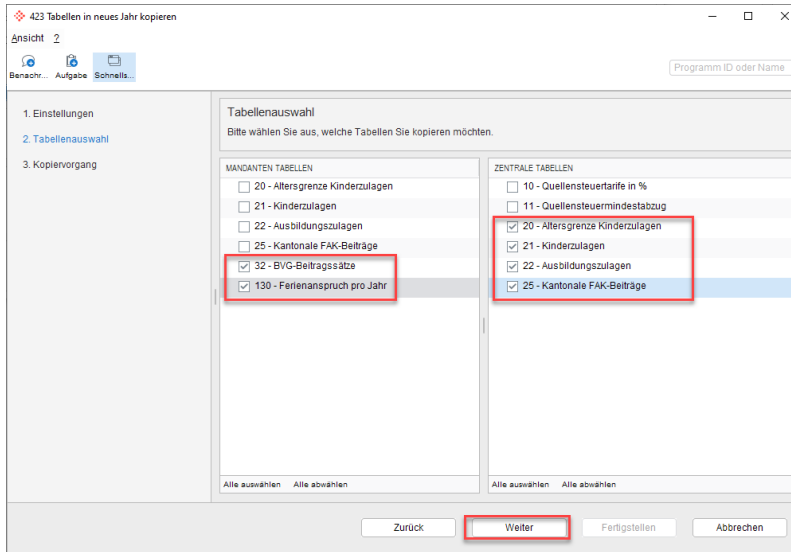 423 Tabellen in neues Jahr kopieren
Ansicht ?
Benachr... Aufgabe Schnells...
Programm ID oder Name
1. Einstellungen
2. Tabellenauswahl
3. Kopiervorgang
Tabellenauswahl
Bitte wählen Sie aus, welche Tabellen Sie kopieren möchten.
MANDANTEN TABELLEN
20 - Altersgrenze Kinderzulagen
21 - Kinderzulagen
22 - Ausbildungszulagen
25 - Kantonale FAK-Beiträge
32 - BVG-Beitragssätze
130 - Ferienanspruch pro Jahr
Alle auswählen Alle abwählen
ZENTRALE TABELLEN
10 - Quellensteuertarife in %
11 - Quellensteuermindestabzug
20 - Altersgrenze Kinderzulagen
21 - Kinderzulagen
22 - Ausbildungszulagen
25 - Kantonale FAK-Beiträge
Alle auswählen Alle abwählen
Zurück Weiter Fertigstellen Abbrechen